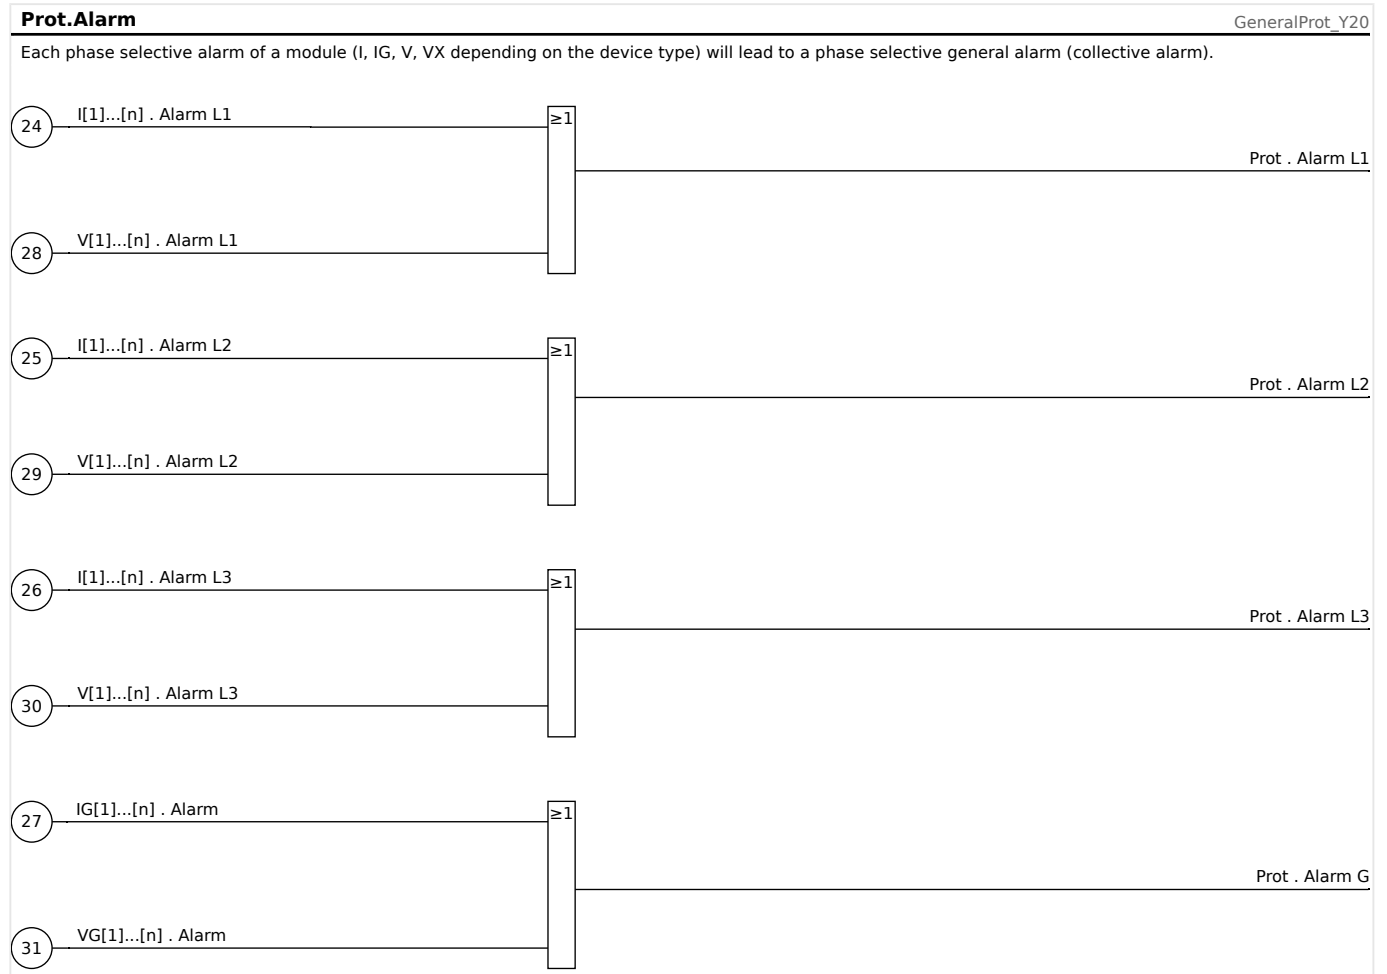 Prot.Alarm
GeneralProt_Y20
Each phase selective alarm of a module (I, IG, V, VX depending on the device type) will lead to a phase selective general alarm (collective alarm).
24
I[1]...[n] . Alarm L1
≥1
Prot . Alarm L1
28
V[1]...[n] . Alarm L1
25
I[1]...[n] . Alarm L2
≥1
Prot . Alarm L2
29
V[1]...[n] . Alarm L2
26
I[1]...[n] . Alarm L3
≥1
Prot . Alarm L3
30
V[1]...[n] . Alarm L3
27
IG[1]...[n] . Alarm
≥1
Prot . Alarm G
31
VG[1]...[n] . Alarm